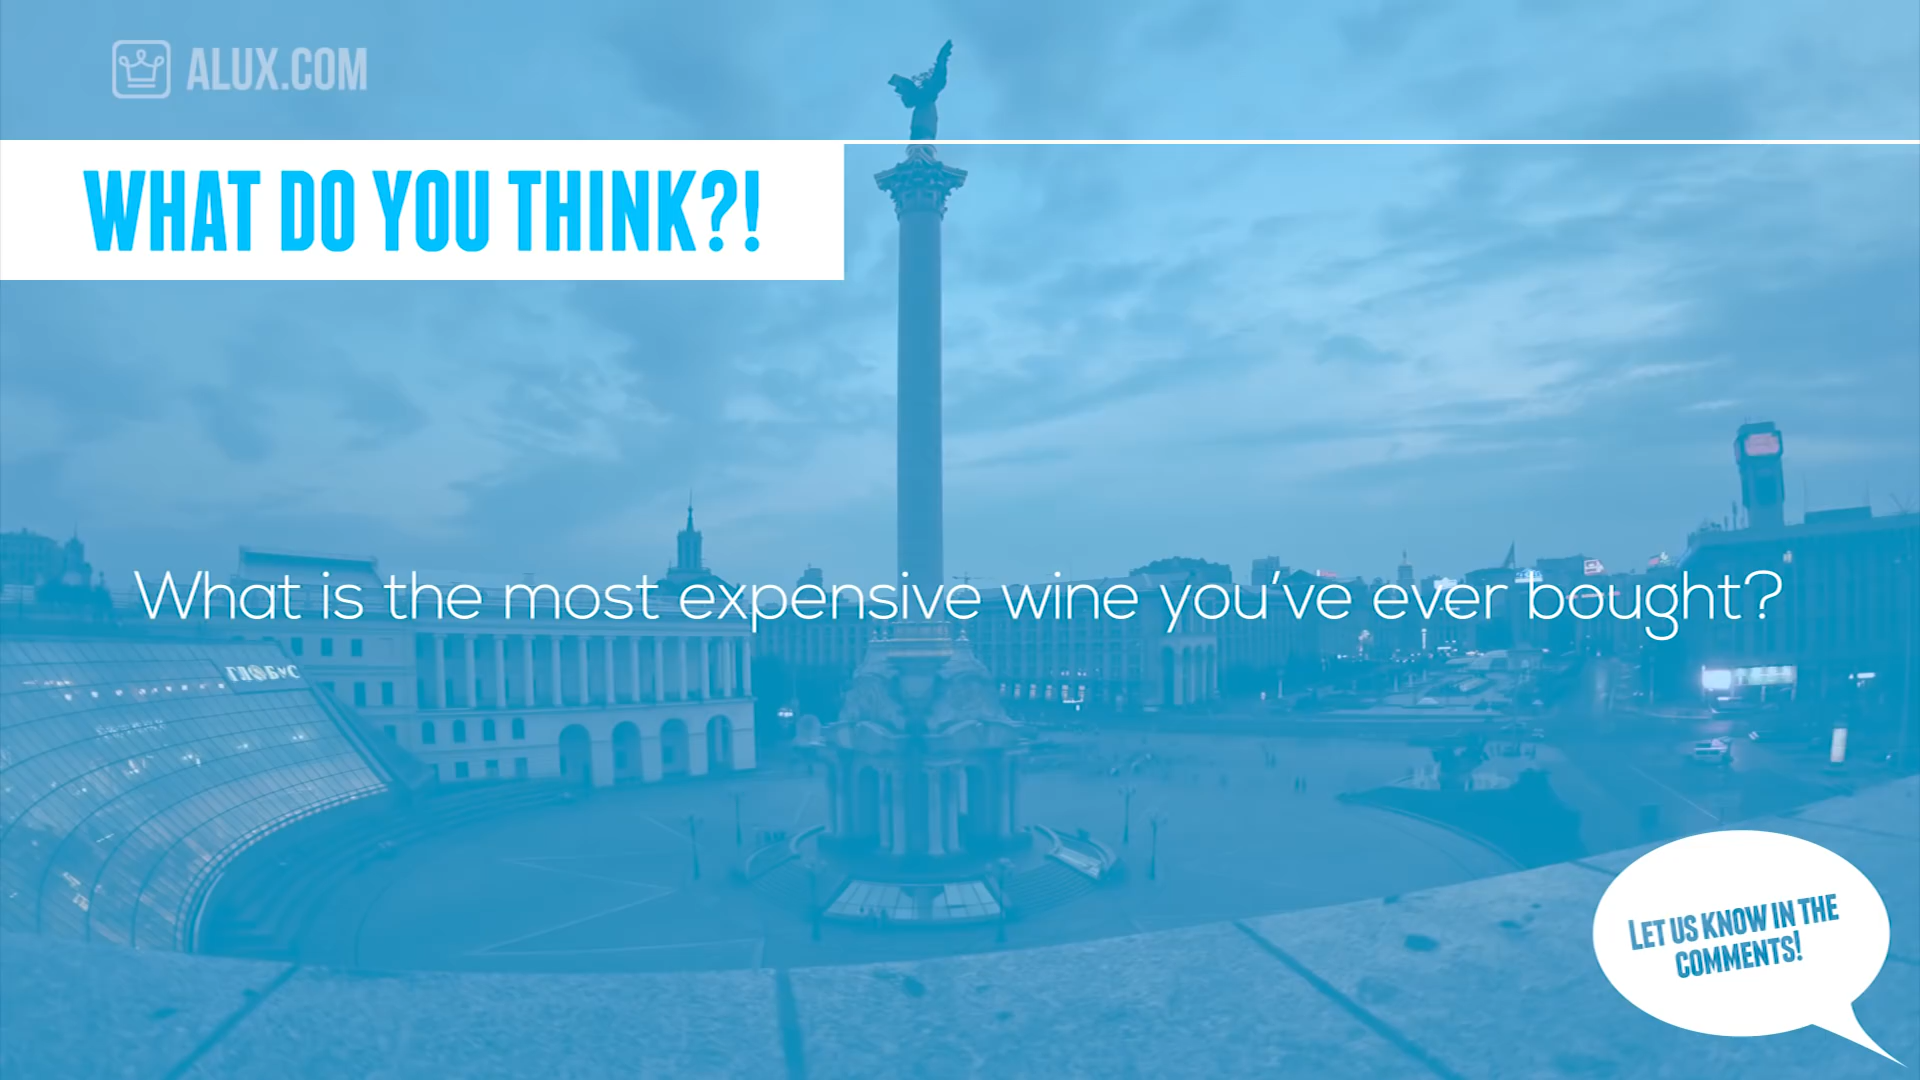 ALUX.COM
WHAT DO YOU THINK?!
What is the most expensive wine you've ever bought?
ГЛОБУС
LET US KNOW IN THE
COMMENTS!